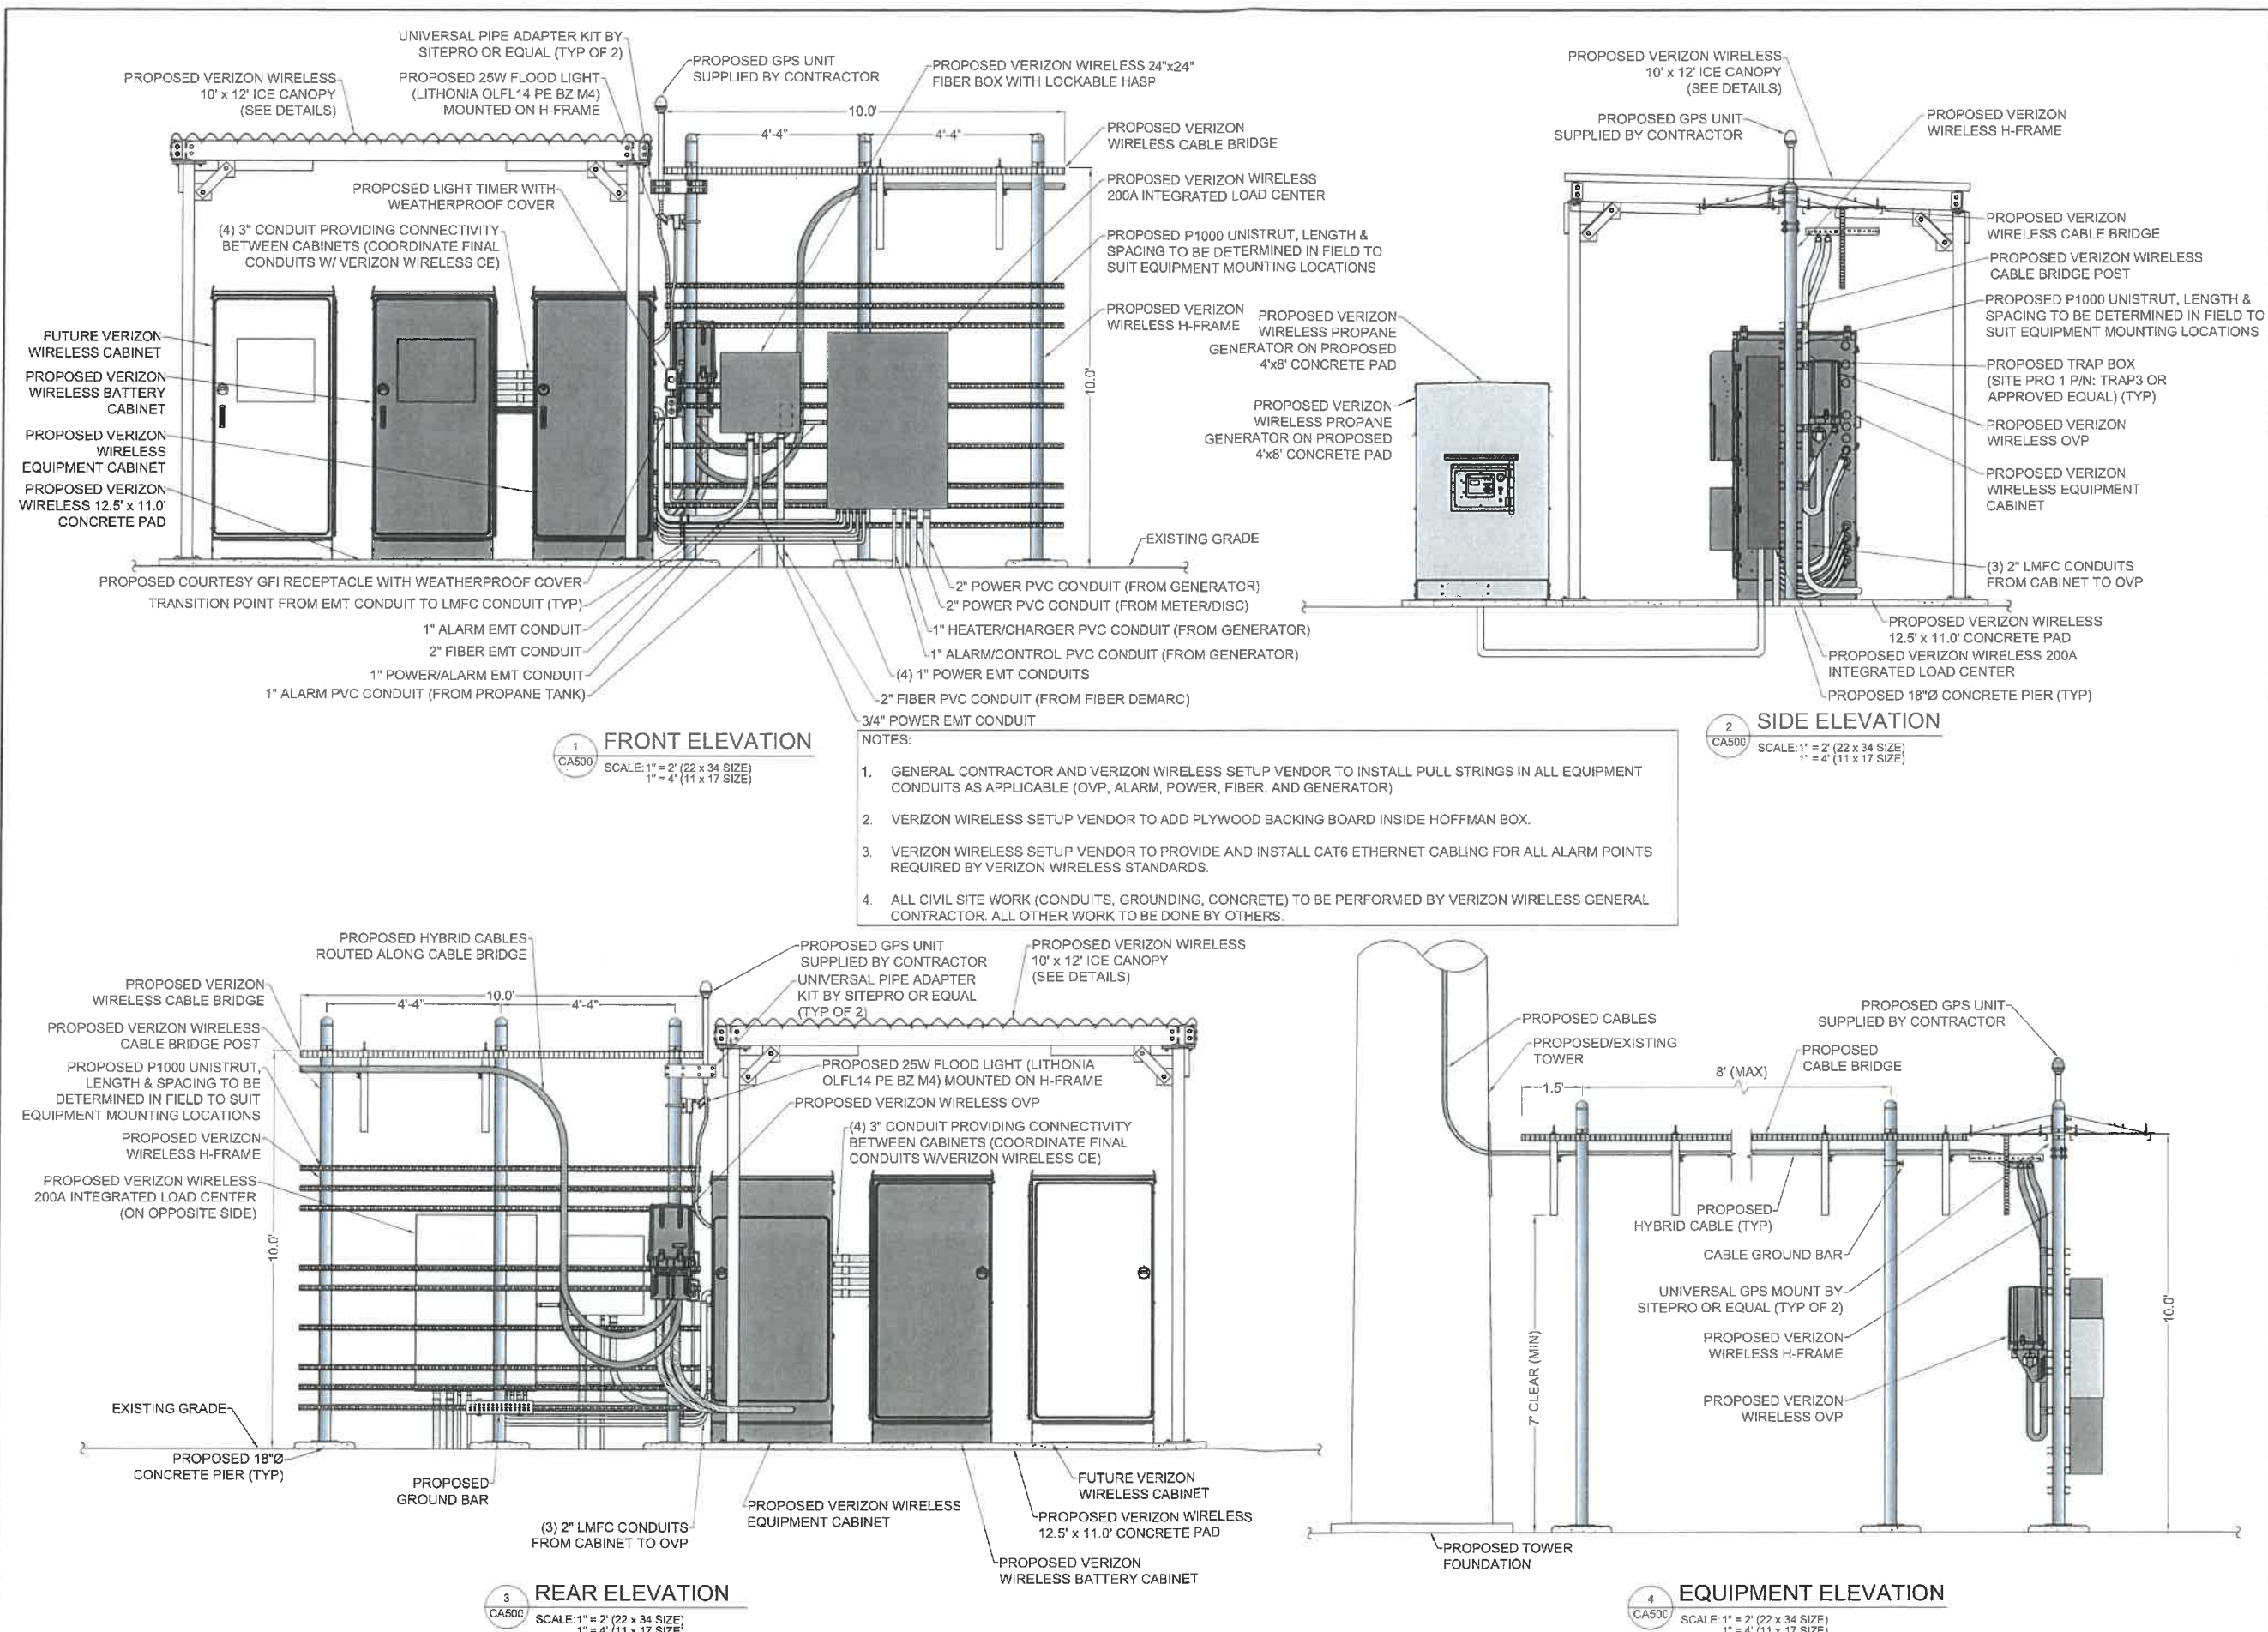 UNIVERSAL PIPE ADAPTER KIT BY
SITEPRO OR EQUAL (TYP OF 2)
PROPOSED VERIZON WIRELESS
10' x 12' ICE CANOPY
(SEE DETAILS)
PROPOSED 25W FLOOD LIGHT
(LITHONIA OLFL14 PE BZ M4)
MOUNTED ON H-FRAME
PROPOSED GPS UNIT
SUPPLIED BY CONTRACTOR
PROPOSED VERIZON WIRELESS 24"x24"
FIBER BOX WITH LOCKABLE HASP
10.0'
4'-4"
4'-4"
PROPOSED VERIZON
WIRELESS CABLE BRIDGE
PROPOSED LIGHT TIMER WITH
WEATHERPROOF COVER
PROPOSED VERIZON WIRELESS
200A INTEGRATED LOAD CENTER
(4) 3" CONDUIT PROVIDING CONNECTIVITY
BETWEEN CABINETS (COORDINATE FINAL
CONDUITS W/ VERIZON WIRELESS CE)
PROPOSED P1000 UNISTRUT, LENGTH &
SPACING TO BE DETERMINED IN FIELD TO
SUIT EQUIPMENT MOUNTING LOCATIONS
PROPOSED VERIZON
WIRELESS H-FRAME
FUTURE VERIZON
WIRELESS CABINET
PROPOSED VERIZON
WIRELESS BATTERY
CABINET
PROPOSED VERIZON
WIRELESS
EQUIPMENT CABINET
PROPOSED VERIZON
WIRELESS 12.5' x 11.0'
CONCRETE PAD
10.0'
EXISTING GRADE
PROPOSED COURTESY GFI RECEPTACLE WITH WEATHERPROOF COVER
TRANSITION POINT FROM EMT CONDUIT TO LMFC CONDUIT (TYP)
1" ALARM EMT CONDUIT
2" FIBER EMT CONDUIT
1" POWER/ALARM EMT CONDUIT
1" ALARM PVC CONDUIT (FROM PROPANE TANK)
2" POWER PVC CONDUIT (FROM GENERATOR)
2" POWER PVC CONDUIT (FROM METER/DISC)
1" HEATER/CHARGER PVC CONDUIT (FROM GENERATOR)
1" ALARM/CONTROL PVC CONDUIT (FROM GENERATOR)
(4) 1" POWER EMT CONDUITS
2" FIBER PVC CONDUIT (FROM FIBER DEMARC)
3/4" POWER EMT CONDUIT
1
CA500
FRONT ELEVATION
SCALE: 1" = 2' (22 x 34 SIZE)
1" = 4' (11 x 17 SIZE)
PROPOSED VERIZON WIRELESS
10' x 12' ICE CANOPY
(SEE DETAILS)
PROPOSED GPS UNIT
SUPPLIED BY CONTRACTOR
PROPOSED VERIZON
WIRELESS H-FRAME
PROPOSED VERIZON
WIRELESS CABLE BRIDGE
PROPOSED VERIZON WIRELESS
CABLE BRIDGE POST
PROPOSED P1000 UNISTRUT, LENGTH &
SPACING TO BE DETERMINED IN FIELD TO
SUIT EQUIPMENT MOUNTING LOCATIONS
PROPOSED VERIZON
WIRELESS PROPANE
GENERATOR ON PROPOSED
4'x8' CONCRETE PAD
PROPOSED VERIZON
WIRELESS PROPANE
GENERATOR ON PROPOSED
4'x8' CONCRETE PAD
PROPOSED TRAP BOX
(SITE PRO 1 P/N: TRAP3 OR
APPROVED EQUAL) (TYP)
PROPOSED VERIZON
WIRELESS OVP
PROPOSED VERIZON
WIRELESS EQUIPMENT
CABINET
(3) 2" LMFC CONDUITS
FROM CABINET TO OVP
PROPOSED VERIZON WIRELESS
12.5' x 11.0' CONCRETE PAD
PROPOSED VERIZON WIRELESS 200A
INTEGRATED LOAD CENTER
PROPOSED 18"Ø CONCRETE PIER (TYP)
2
CA500
SIDE ELEVATION
SCALE: 1" = 2' (22 x 34 SIZE)
1" = 4' (11 x 17 SIZE)
NOTES:
1. GENERAL CONTRACTOR AND VERIZON WIRELESS SETUP VENDOR TO INSTALL PULL STRINGS IN ALL EQUIPMENT
CONDUITS AS APPLICABLE (OVP, ALARM, POWER, FIBER, AND GENERATOR)
2. VERIZON WIRELESS SETUP VENDOR TO ADD PLYWOOD BACKING BOARD INSIDE HOFFMAN BOX.
3. VERIZON WIRELESS SETUP VENDOR TO PROVIDE AND INSTALL CAT6 ETHERNET CABLING FOR ALL ALARM POINTS
REQUIRED BY VERIZON WIRELESS STANDARDS.
4. ALL CIVIL SITE WORK (CONDUITS, GROUNDING, CONCRETE) TO BE PERFORMED BY VERIZON WIRELESS GENERAL
CONTRACTOR. ALL OTHER WORK TO BE DONE BY OTHERS.
PROPOSED HYBRID CABLES
ROUTED ALONG CABLE BRIDGE
PROPOSED GPS UNIT
SUPPLIED BY CONTRACTOR
UNIVERSAL PIPE ADAPTER
KIT BY SITEPRO OR EQUAL
(TYP OF 2)
PROPOSED VERIZON WIRELESS
10' x 12' ICE CANOPY
(SEE DETAILS)
PROPOSED VERIZON
WIRELESS CABLE BRIDGE
10.0'
4'-4"
4'-4"
PROPOSED VERIZON WIRELESS
CABLE BRIDGE POST
PROPOSED P1000 UNISTRUT,
LENGTH & SPACING TO BE
DETERMINED IN FIELD TO SUIT
EQUIPMENT MOUNTING LOCATIONS
PROPOSED VERIZON
WIRELESS H-FRAME
PROPOSED VERIZON WIRELESS
200A INTEGRATED LOAD CENTER
(ON OPPOSITE SIDE)
PROPOSED 25W FLOOD LIGHT (LITHONIA
OLFL14 PE BZ M4) MOUNTED ON H-FRAME
PROPOSED VERIZON WIRELESS OVP
(4) 3" CONDUIT PROVIDING CONNECTIVITY
BETWEEN CABINETS (COORDINATE FINAL
CONDUITS W/VERIZON WIRELESS CE)
10.0'
EXISTING GRADE
PROPOSED 18"Ø
CONCRETE PIER (TYP)
PROPOSED
GROUND BAR
(3) 2" LMFC CONDUITS
FROM CABINET TO OVP
PROPOSED VERIZON WIRELESS
EQUIPMENT CABINET
FUTURE VERIZON
WIRELESS CABINET
PROPOSED VERIZON WIRELESS
12.5' x 11.0' CONCRETE PAD
PROPOSED VERIZON
WIRELESS BATTERY CABINET
3
CA500
REAR ELEVATION
SCALE: 1" = 2' (22 x 34 SIZE)
1" = 4' (11 x 17 SIZE)
PROPOSED CABLES
PROPOSED/EXISTING
TOWER
1.5'
8' (MAX)
PROPOSED
CABLE BRIDGE
PROPOSED GPS UNIT
SUPPLIED BY CONTRACTOR
PROPOSED
HYBRID CABLE (TYP)
CABLE GROUND BAR
UNIVERSAL GPS MOUNT BY
SITEPRO OR EQUAL (TYP OF 2)
PROPOSED VERIZON
WIRELESS H-FRAME
PROPOSED VERIZON
WIRELESS OVP
7' CLEAR (MIN)
10.0'
PROPOSED TOWER
FOUNDATION
4
CA500
EQUIPMENT ELEVATION
SCALE: 1" = 2' (22 x 34 SIZE)
1" = 4' (11 x 17 SIZE)